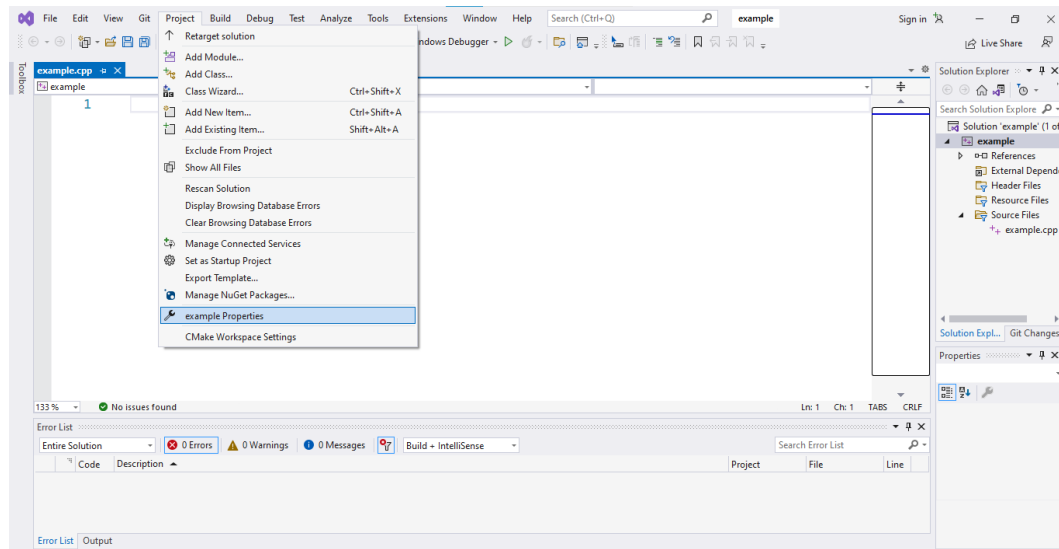 File Edit View Git Project Build Debug Test Analyze Tools Extensions Window Help Search (Ctrl+Q) example Sign in
ndows Debugger
Live Share
Retarget solution
Add Module...
Add Class...
Class Wizard... Ctrl+Shift+X
Add New Item... Ctrl+Shift+A
Add Existing Item... Shift+Alt+A
Exclude From Project
Show All Files
Rescan Solution
Display Browsing Database Errors
Clear Browsing Database Errors
Manage Connected Services
Set as Startup Project
Export Template...
Manage NuGet Packages...
example Properties
CMake Workspace Settings
Toolbox
example.cpp
example
1
Solution Explorer
Search Solution Explore
Solution 'example' (1 of
example
References
External Depend
Header Files
Resource Files
Source Files
example.cpp
Solution Expl... Git Changes
Properties
133 % No issues found Ln: 1 Ch: 1 TABS CRLF
Error List
Entire Solution 0 Errors 0 Warnings 0 Messages Build + IntelliSense Search Error List
Code Description Project File Line
Error List Output